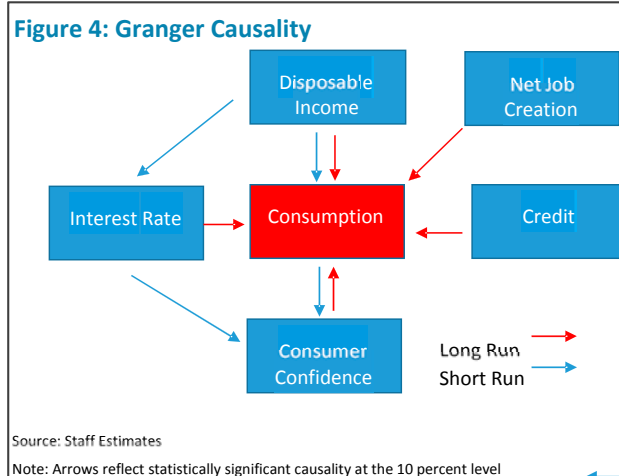 Figure 4: Granger Causality
Disposable
Income
Net Job
Creation
Interest Rate
Consumption
Credit
Consumer
Confidence
Long Run
Short Run
Source: Staff Estimates
Note: Arrows reflect statistically significant causality at the 10 percent level